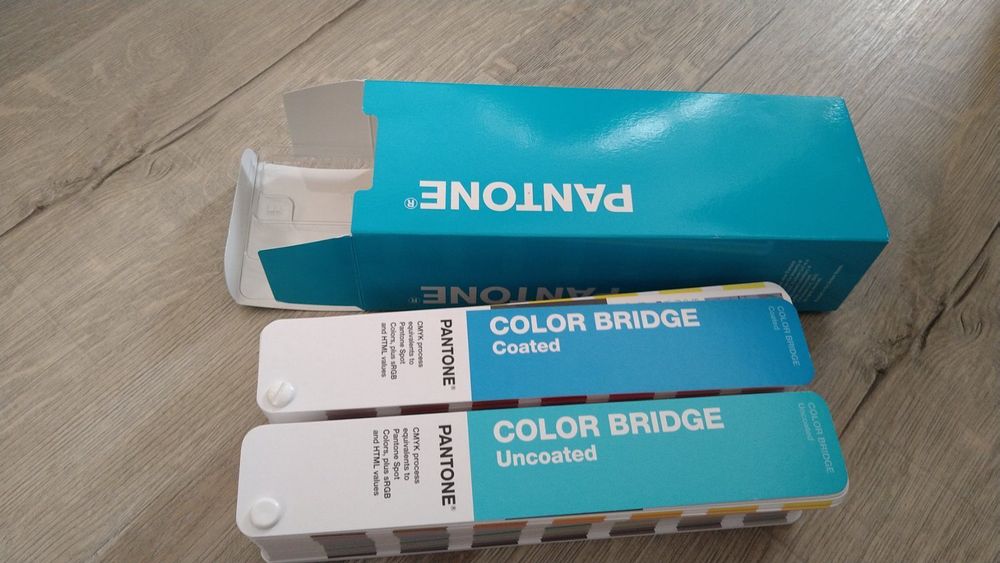 PANTONE®
PANTONE
COLOR BRIDGE
Coated
PANTONE®
CMYK process
equivalents to
Pantone Spot
Colors, plus sRGB
and HTML values
COLOR BRIDGE
Coated
COLOR BRIDGE
Uncoated
PANTONE®
CMYK process
equivalents to
Pantone Spot
Colors, plus sRGB
and HTML values
COLOR BRIDGE
Uncoated